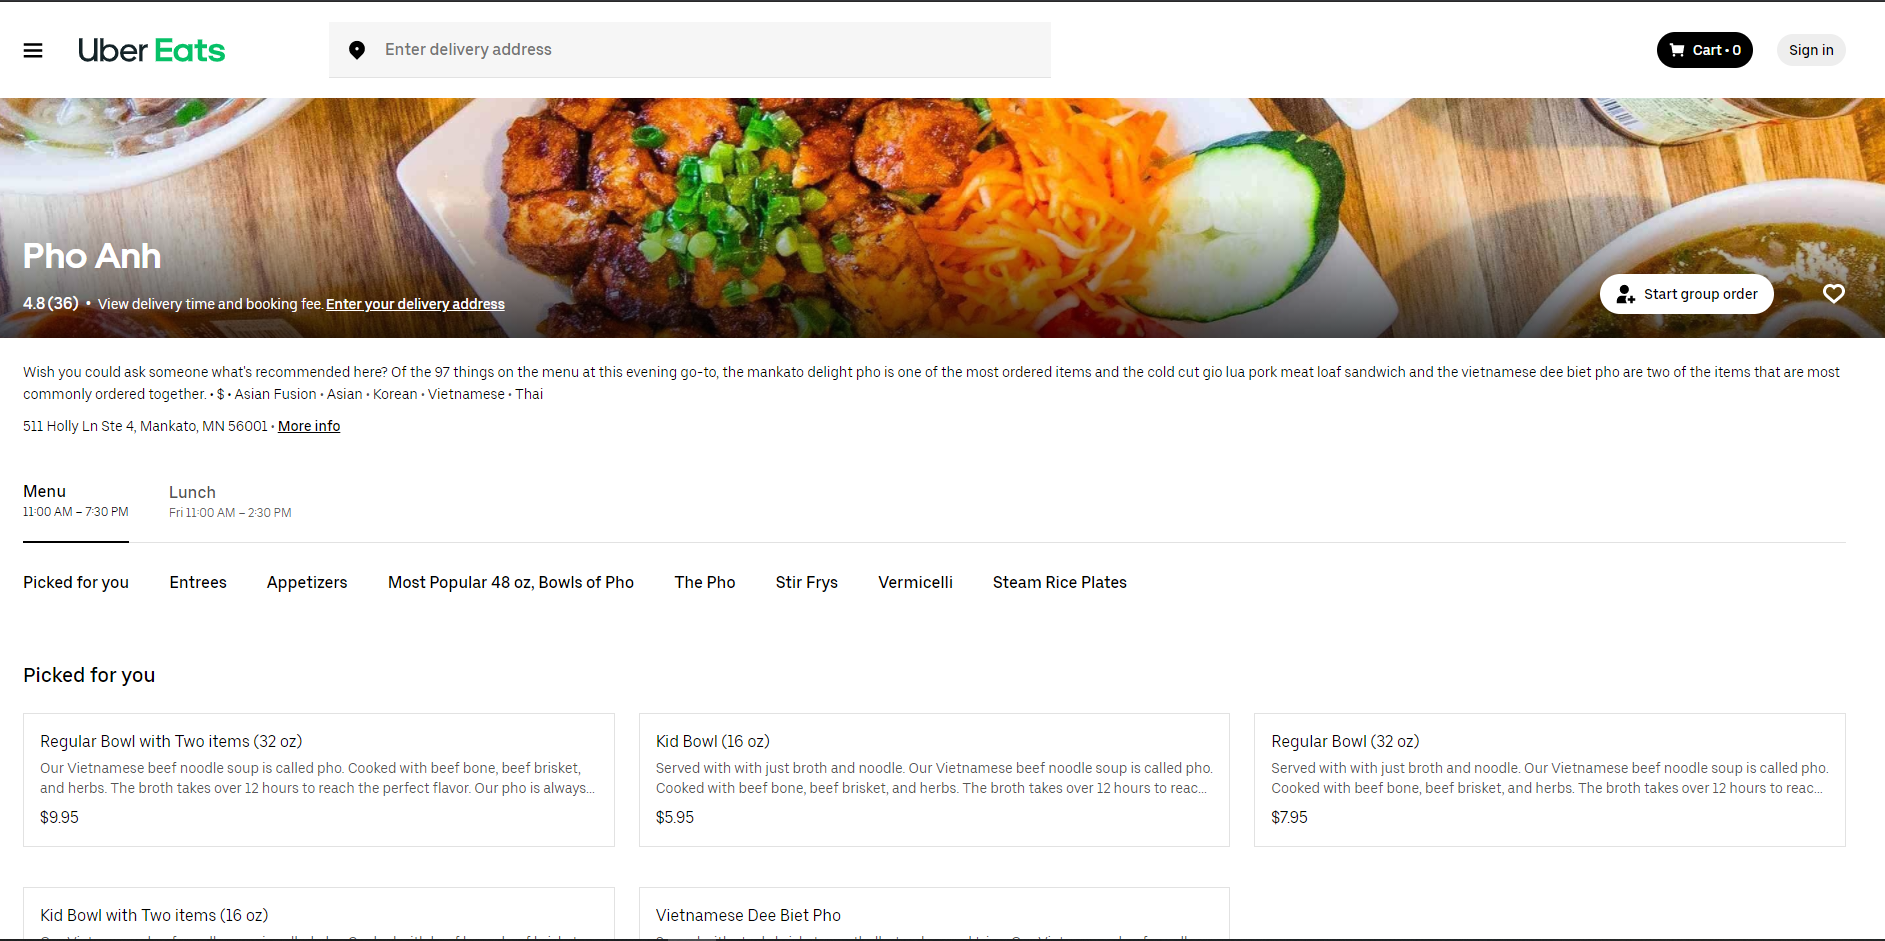 Uber Eats
Enter delivery address
Cart • 0
Sign in
Pho Anh
4.8 (36) • View delivery time and booking fee. Enter your delivery address
Start group order
Wish you could ask someone what's recommended here? Of the 97 things on the menu at this evening go-to, the mankato delight pho is one of the most ordered items and the cold cut gio lua pork meat loaf sandwich and the vietnamese dee biet pho are two of the items that are most
commonly ordered together. • $ • Asian Fusion • Asian • Korean • Vietnamese • Thai
511 Holly Ln Ste 4, Mankato, MN 56001 • More info
Menu
11:00 AM – 7:30 PM
Lunch
Fri 11:00 AM – 2:30 PM
Picked for you
Entrees
Appetizers
Most Popular 48 oz, Bowls of Pho
The Pho
Stir Frys
Vermicelli
Steam Rice Plates
Picked for you
Regular Bowl with Two items (32 oz)
Our Vietnamese beef noodle soup is called pho. Cooked with beef bone, beef brisket,
and herbs. The broth takes over 12 hours to reach the perfect flavor. Our pho is always...
$9.95
Kid Bowl (16 oz)
Served with with just broth and noodle. Our Vietnamese beef noodle soup is called pho.
Cooked with beef bone, beef brisket, and herbs. The broth takes over 12 hours to reac...
$5.95
Regular Bowl (32 oz)
Served with with just broth and noodle. Our Vietnamese beef noodle soup is called pho.
Cooked with beef bone, beef brisket, and herbs. The broth takes over 12 hours to reac...
$7.95
Kid Bowl with Two items (16 oz)
Vietnamese Dee Biet Pho